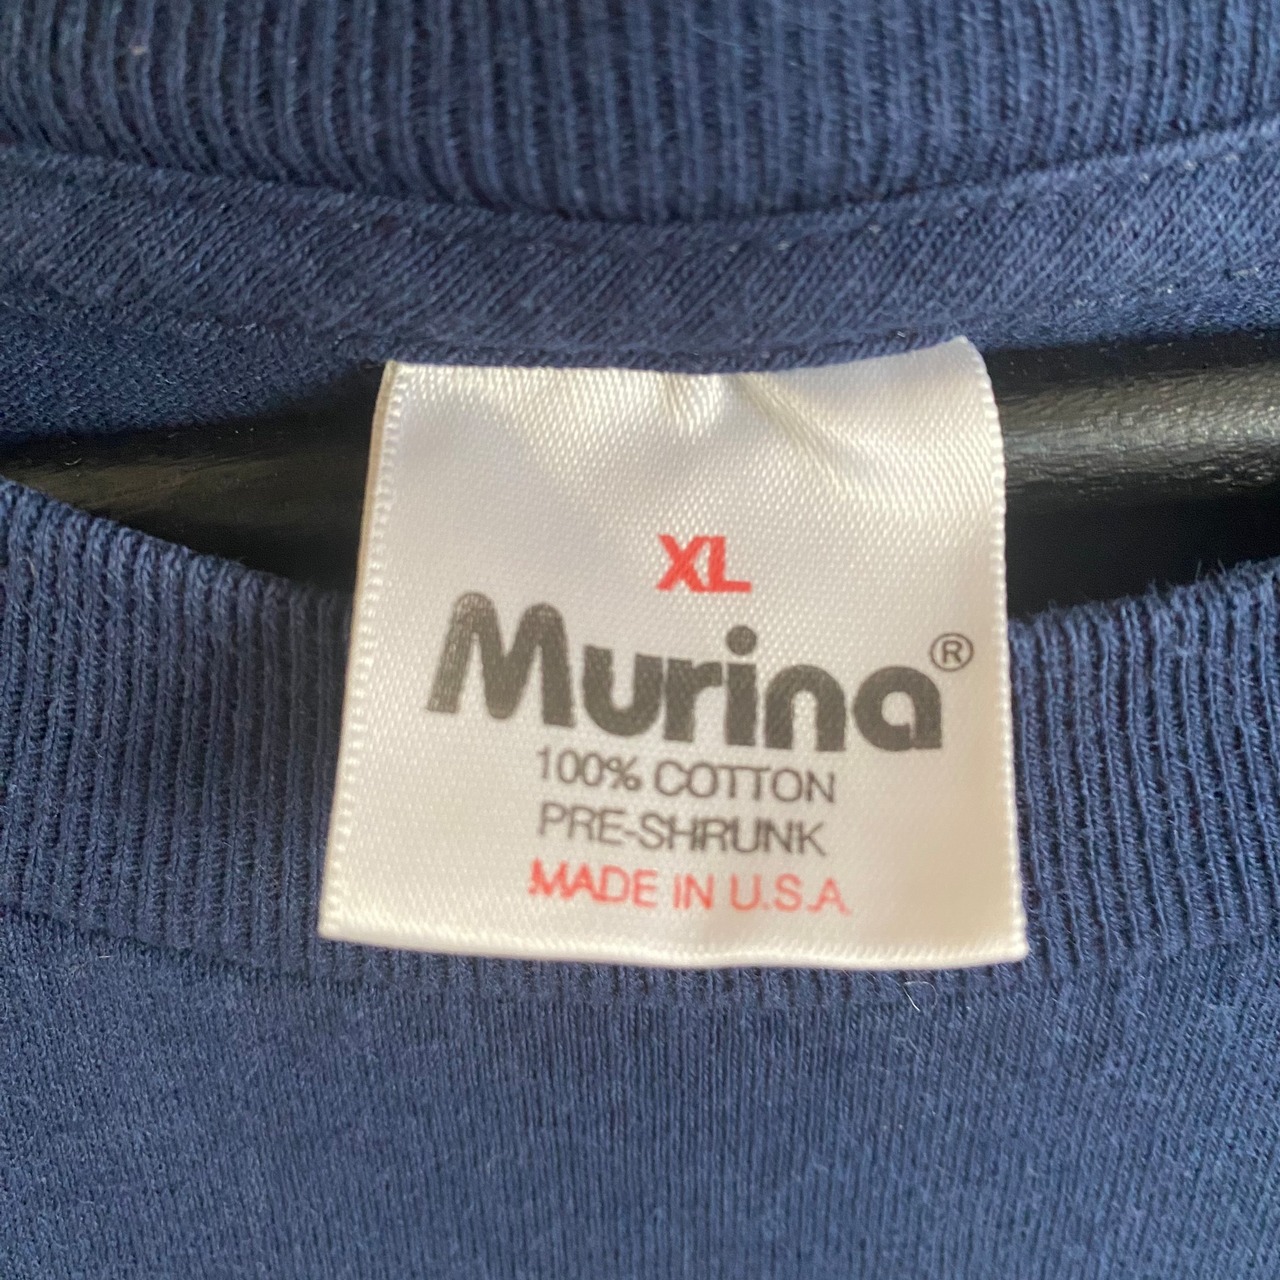 XL
Murina®
100% COTTON
PRE-SHRUNK
MADE IN U.S.A.